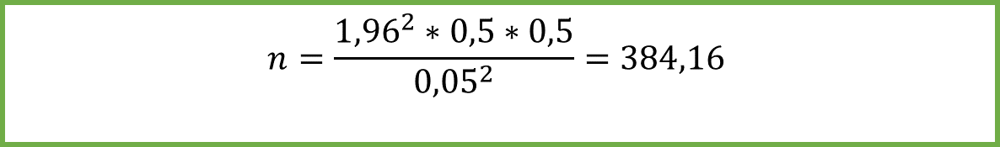 n = 1,96² * 0,5 * 0,5 / 0,05² = 384,16